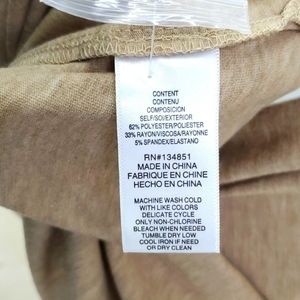 CONTENT
CONTENU
COMPOSICIÓN
SELF/SOI/EXTERIOR
62% POLYESTER/POLIESTER
33% RAYON/VISCOSA/RAYONNE
5% SPANDEX/ELASTANO
RN#134851
MADE IN CHINA
FABRIQUE EN CHINE
HECHO EN CHINA
MACHINE WASH COLD
WITH LIKE COLORS
DELICATE CYCLE
ONLY NON-CHLORINE
BLEACH WHEN NEEDED
TUMBLE DRY LOW
COOL IRON IF NEED
OR DRY CLEAN